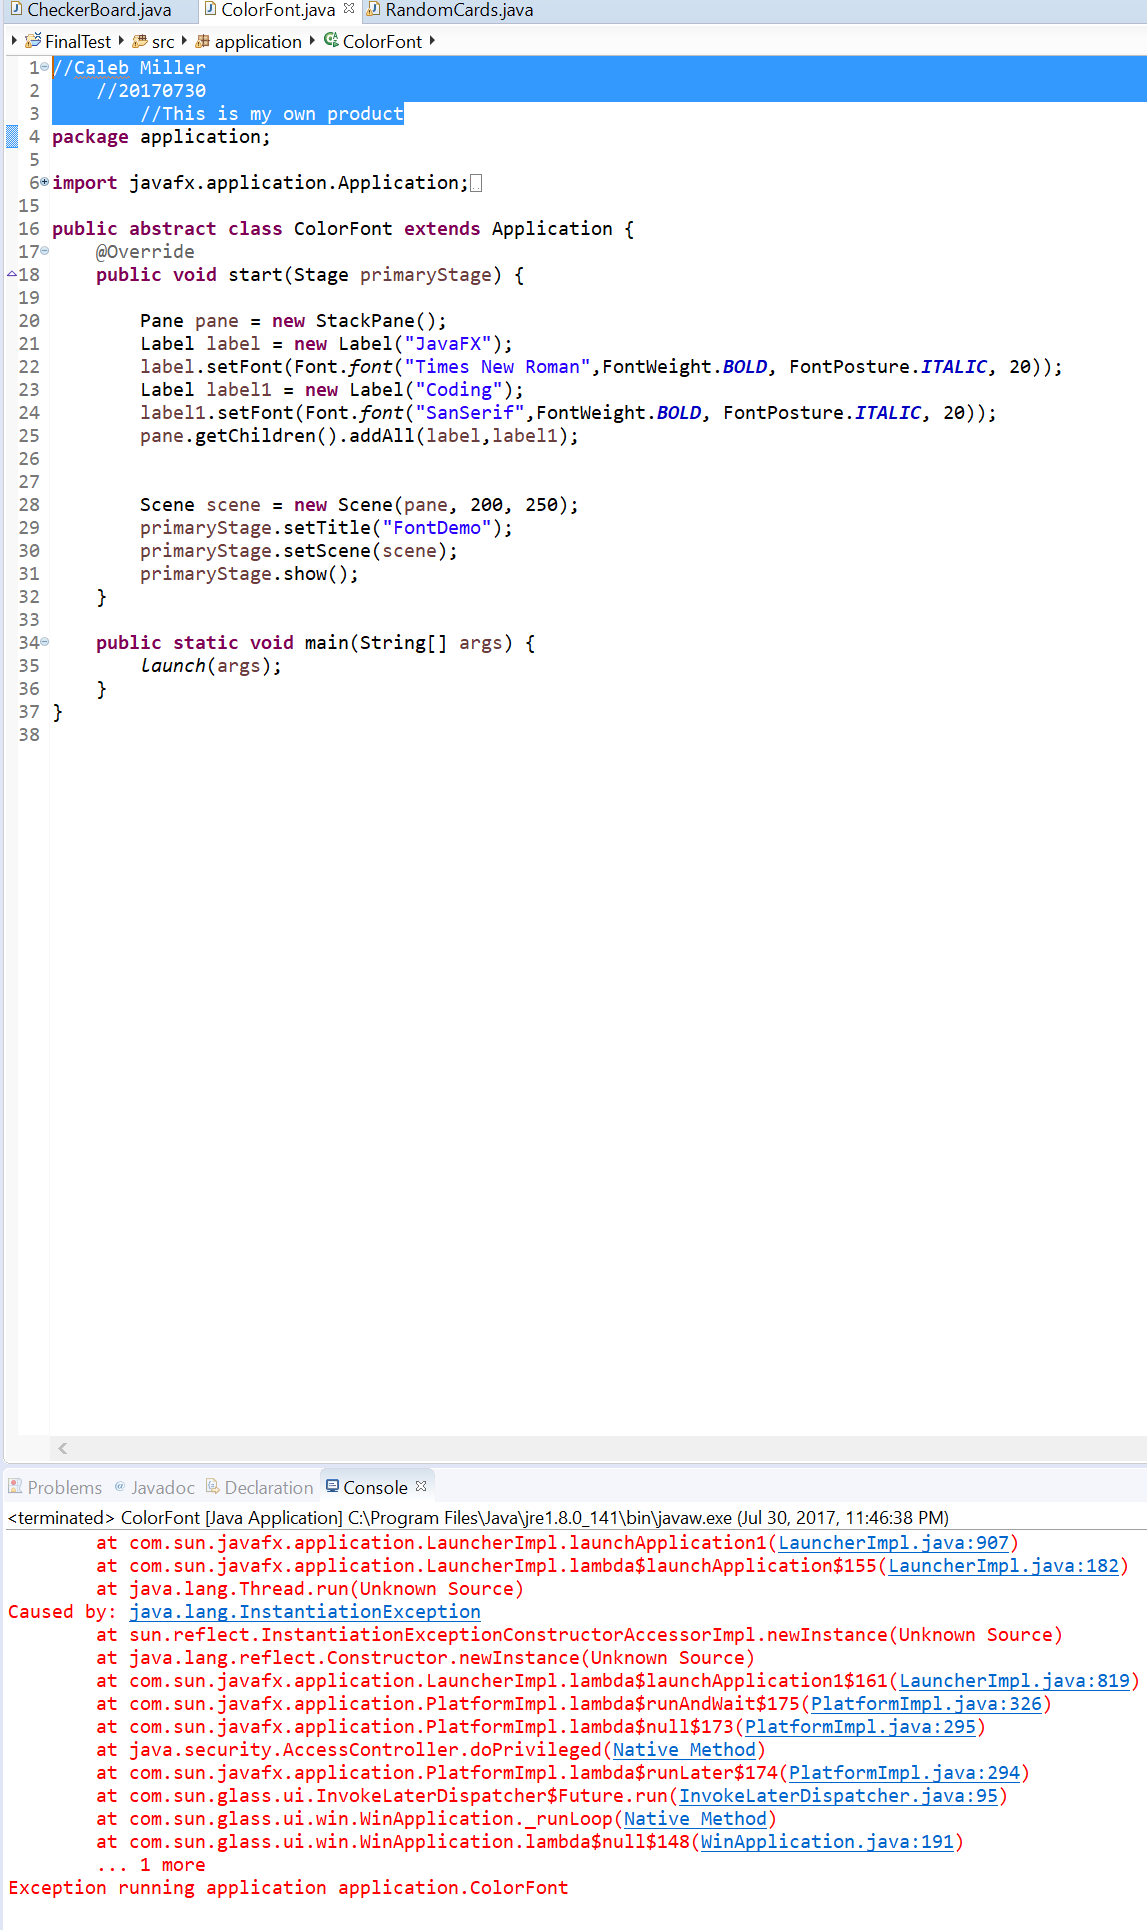 CheckerBoard.java ColorFont.java RandomCards.java
FinalTest src application ColorFont
1 //Caleb Miller
2 //20170730
3 //This is my own product
4 package application;
5
6 import javafx.application.Application;
15
16 public abstract class ColorFont extends Application {
17 @Override
18 public void start(Stage primaryStage) {
19
20 Pane pane = new StackPane();
21 Label label = new Label("JavaFX");
22 label.setFont(Font.font("Times New Roman",FontWeight.BOLD, FontPosture.ITALIC, 20));
23 Label label1 = new Label("Coding");
24 label1.setFont(Font.font("SanSerif",FontWeight.BOLD, FontPosture.ITALIC, 20));
25 pane.getChildren().addAll(label,label1);
26
27
28 Scene scene = new Scene(pane, 200, 250);
29 primaryStage.setTitle("FontDemo");
30 primaryStage.setScene(scene);
31 primaryStage.show();
32 }
33
34 public static void main(String[] args) {
35 launch(args);
36 }
37 }
38
Problems @ Javadoc Declaration Console
<terminated> ColorFont [Java Application] C:\Program Files\Java\jre1.8.0_141\bin\javaw.exe (Jul 30, 2017, 11:46:38 PM)
at com.sun.javafx.application.LauncherImpl.launchApplication1(LauncherImpl.java:907)
at com.sun.javafx.application.LauncherImpl.lambda$launchApplication$155(LauncherImpl.java:182)
at java.lang.Thread.run(Unknown Source)
Caused by: java.lang.InstantiationException
at sun.reflect.InstantiationExceptionConstructorAccessorImpl.newInstance(Unknown Source)
at java.lang.reflect.Constructor.newInstance(Unknown Source)
at com.sun.javafx.application.LauncherImpl.lambda$launchApplication1$161(LauncherImpl.java:819)
at com.sun.javafx.application.PlatformImpl.lambda$runAndWait$175(PlatformImpl.java:326)
at com.sun.javafx.application.PlatformImpl.lambda$null$173(PlatformImpl.java:295)
at java.security.AccessController.doPrivileged(Native Method)
at com.sun.javafx.application.PlatformImpl.lambda$runLater$174(PlatformImpl.java:294)
at com.sun.glass.ui.InvokeLaterDispatcher$Future.run(InvokeLaterDispatcher.java:95)
at com.sun.glass.ui.win.WinApplication._runLoop(Native Method)
at com.sun.glass.ui.win.WinApplication.lambda$null$148(WinApplication.java:191)
... 1 more
Exception running application application.ColorFont